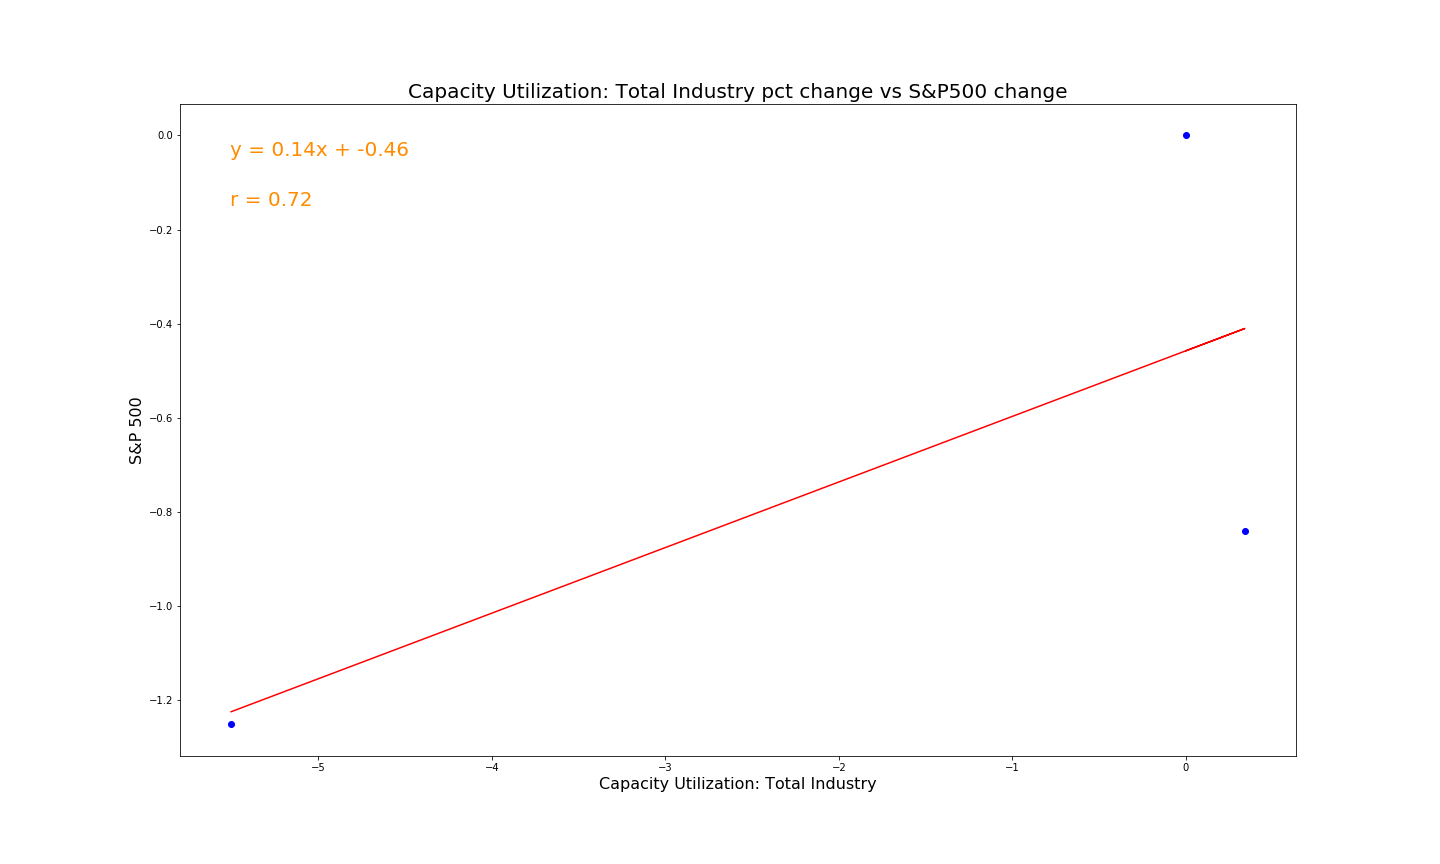 Capacity Utilization: Total Industry pct change vs S&P500 change
y = 0.14x + -0.46
r = 0.72
0.0
−0.2
−0.4
−0.6
−0.8
−1.0
−1.2
S&P 500
−5
−4
−3
−2
−1
0
Capacity Utilization: Total Industry